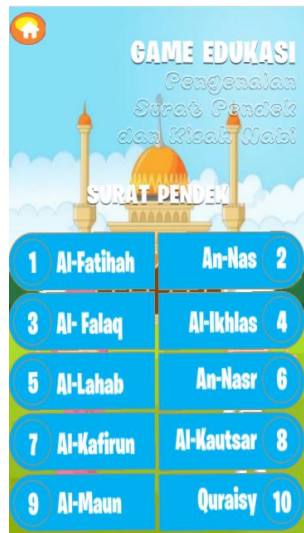 GAME EDUKASI
Pengenalan
Surat Pendek
dan Kisah Nabi
SURAT PENDEK
1 Al-Fatihah
An-Nas 2
3 Al- Falaq
Al-Ikhlas 4
5 Al-Lahab
An-Nasr 6
7 Al-Kafirun
Al-Kautsar 8
9 Al-Maun
Quraisy 10